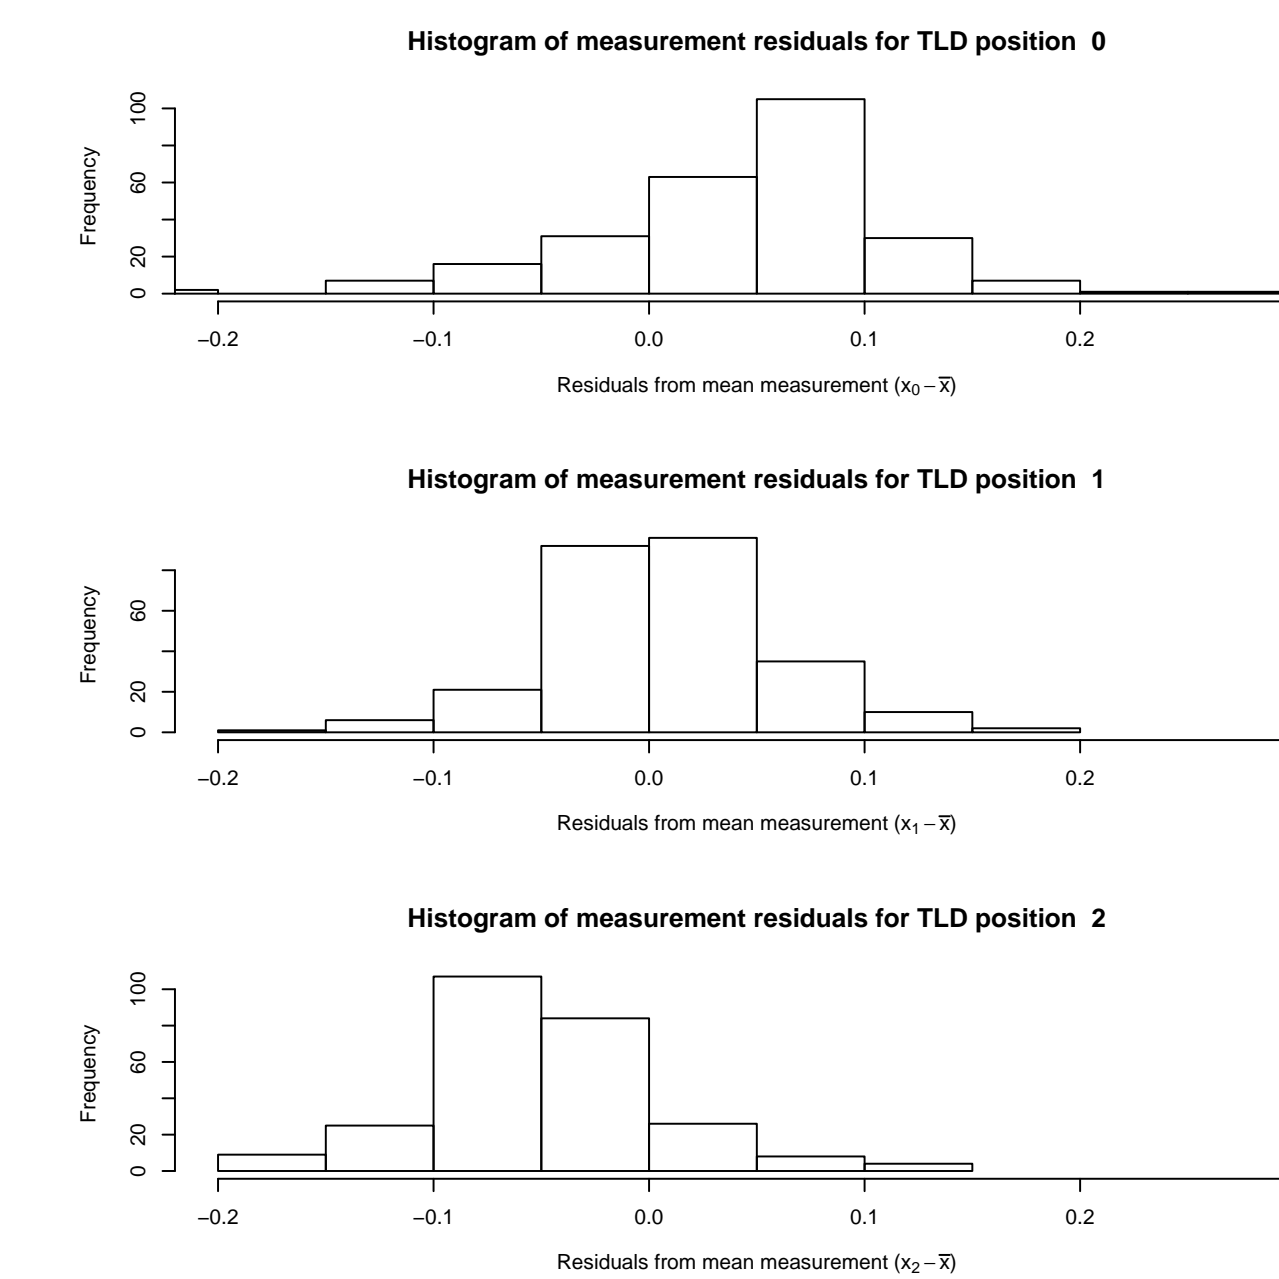 Histogram of measurement residuals for TLD position 0
Frequency
100
60
20
0
−0.2 −0.1 0.0 0.1 0.2
Residuals from mean measurement (x₀ − x̅)
Histogram of measurement residuals for TLD position 1
Frequency
60
20
0
−0.2 −0.1 0.0 0.1 0.2
Residuals from mean measurement (x₁ − x̅)
Histogram of measurement residuals for TLD position 2
Frequency
100
60
20
0
−0.2 −0.1 0.0 0.1 0.2
Residuals from mean measurement (x₂ − x̅)